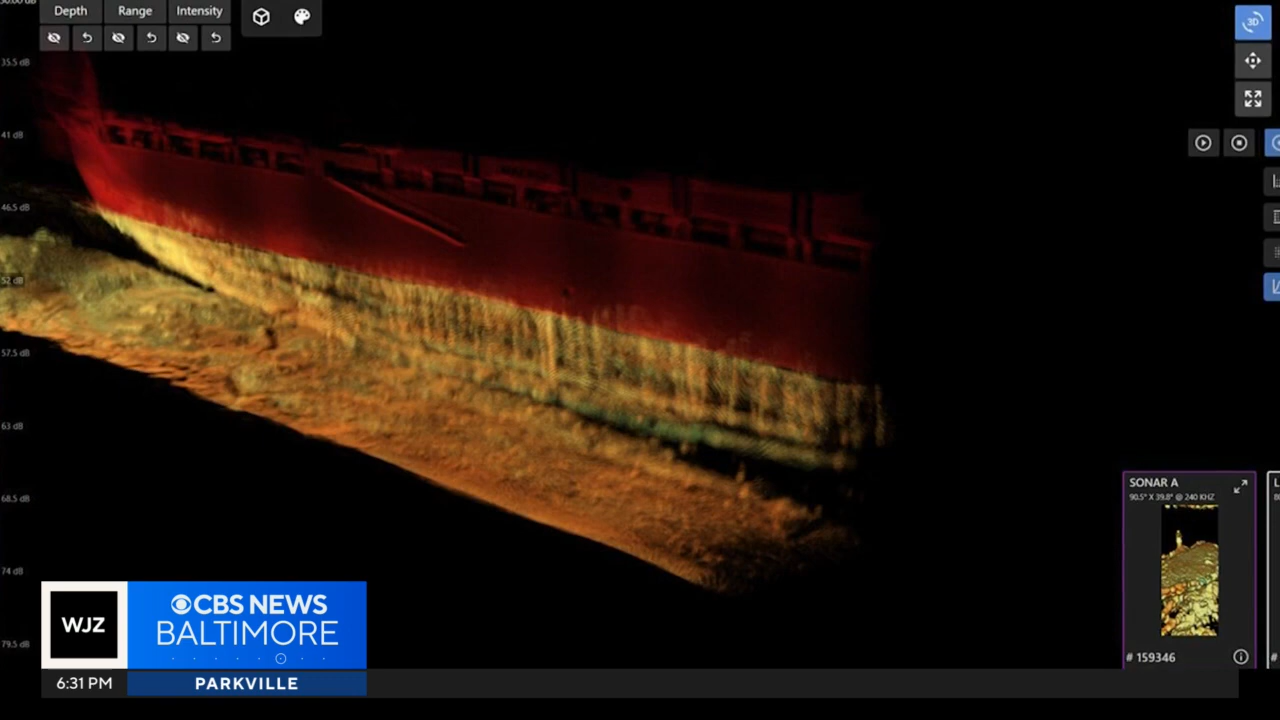 Depth Range Intensity
35.5 dB
41 dB
46.5 dB
52 dB
57.5 dB
63 dB
68.5 dB
74 dB
79.5 dB
3D
SONAR A
90.5° X 39.8° @ 240 KHZ
# 159346
WJZ
CBS NEWS
BALTIMORE
6:31 PM
PARKVILLE